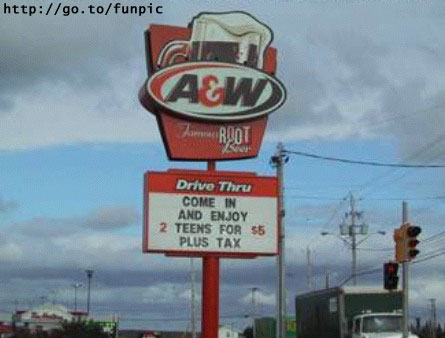 http://go.to/funpic
A&W
Famous ROOT
Beer
Drive Thru
COME IN
AND ENJOY
2 TEENS FOR $5
PLUS TAX